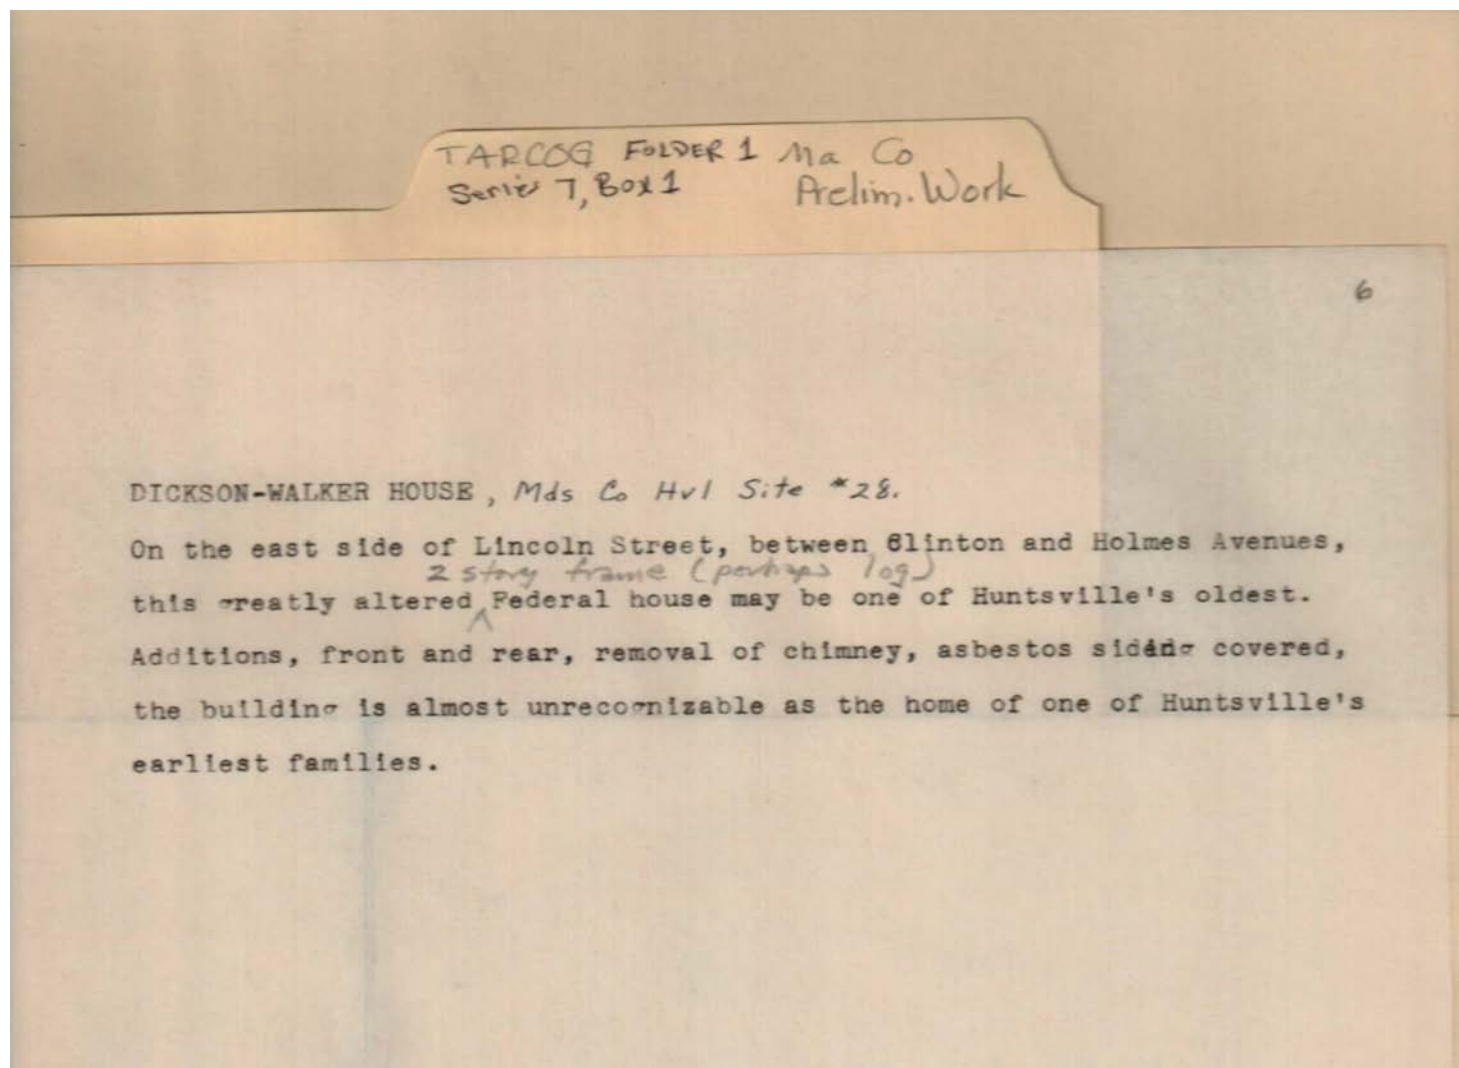 TARCOG FOLDER 1 Ma Co
Series 7, Box 1 Prelim. Work
6
DICKSON-WALKER HOUSE, Mds Co Hvl Site #28.
On the east side of Lincoln Street, between Clinton and Holmes Avenues,
2 story frame (perhaps log)
this greatly altered Federal house may be one of Huntsville's oldest.
Additions, front and rear, removal of chimney, asbestos siding covered,
the building is almost unrecognizable as the home of one of Huntsville's
earliest families.